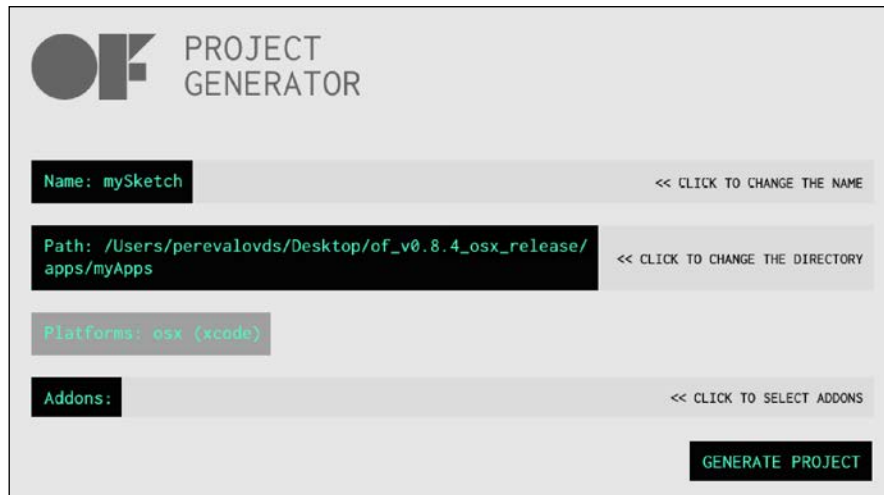 OF PROJECT
GENERATOR
Name: mySketch << CLICK TO CHANGE THE NAME
Path: /Users/perevalovds/Desktop/of_v0.8.4_osx_release/
apps/myApps << CLICK TO CHANGE THE DIRECTORY
Platforms: osx (xcode)
Addons: << CLICK TO SELECT ADDONS
GENERATE PROJECT